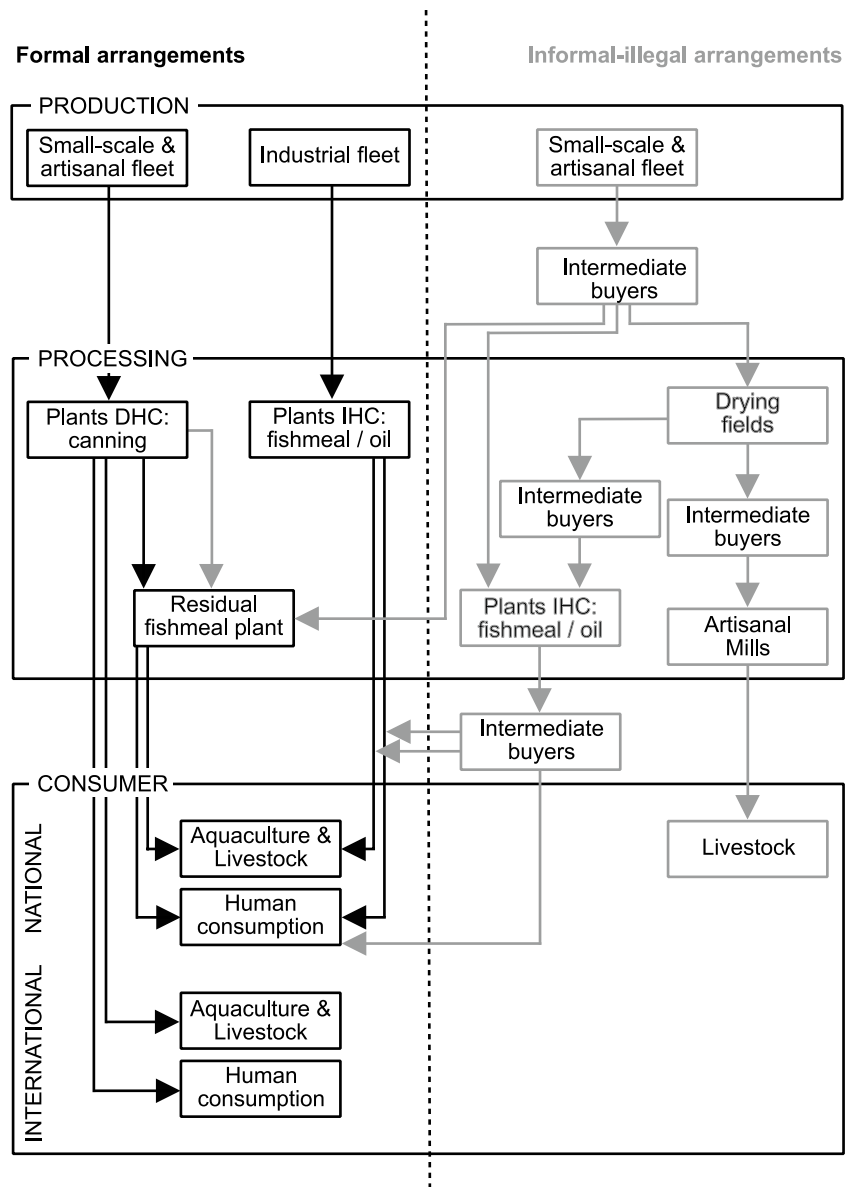 Formal arrangements
Informal-illegal arrangements
PRODUCTION
Small-scale &
artisanal fleet
Industrial fleet
Small-scale &
artisanal fleet
Intermediate
buyers
PROCESSING
Plants DHC:
canning
Plants IHC:
fishmeal / oil
Drying
fields
Intermediate
buyers
Intermediate
buyers
Residual
fishmeal plant
Plants IHC:
fishmeal / oil
Artisanal
Mills
Intermediate
buyers
CONSUMER
NATIONAL
Aquaculture &
Livestock
Livestock
Human
consumption
INTERNATIONAL
Aquaculture &
Livestock
Human
consumption